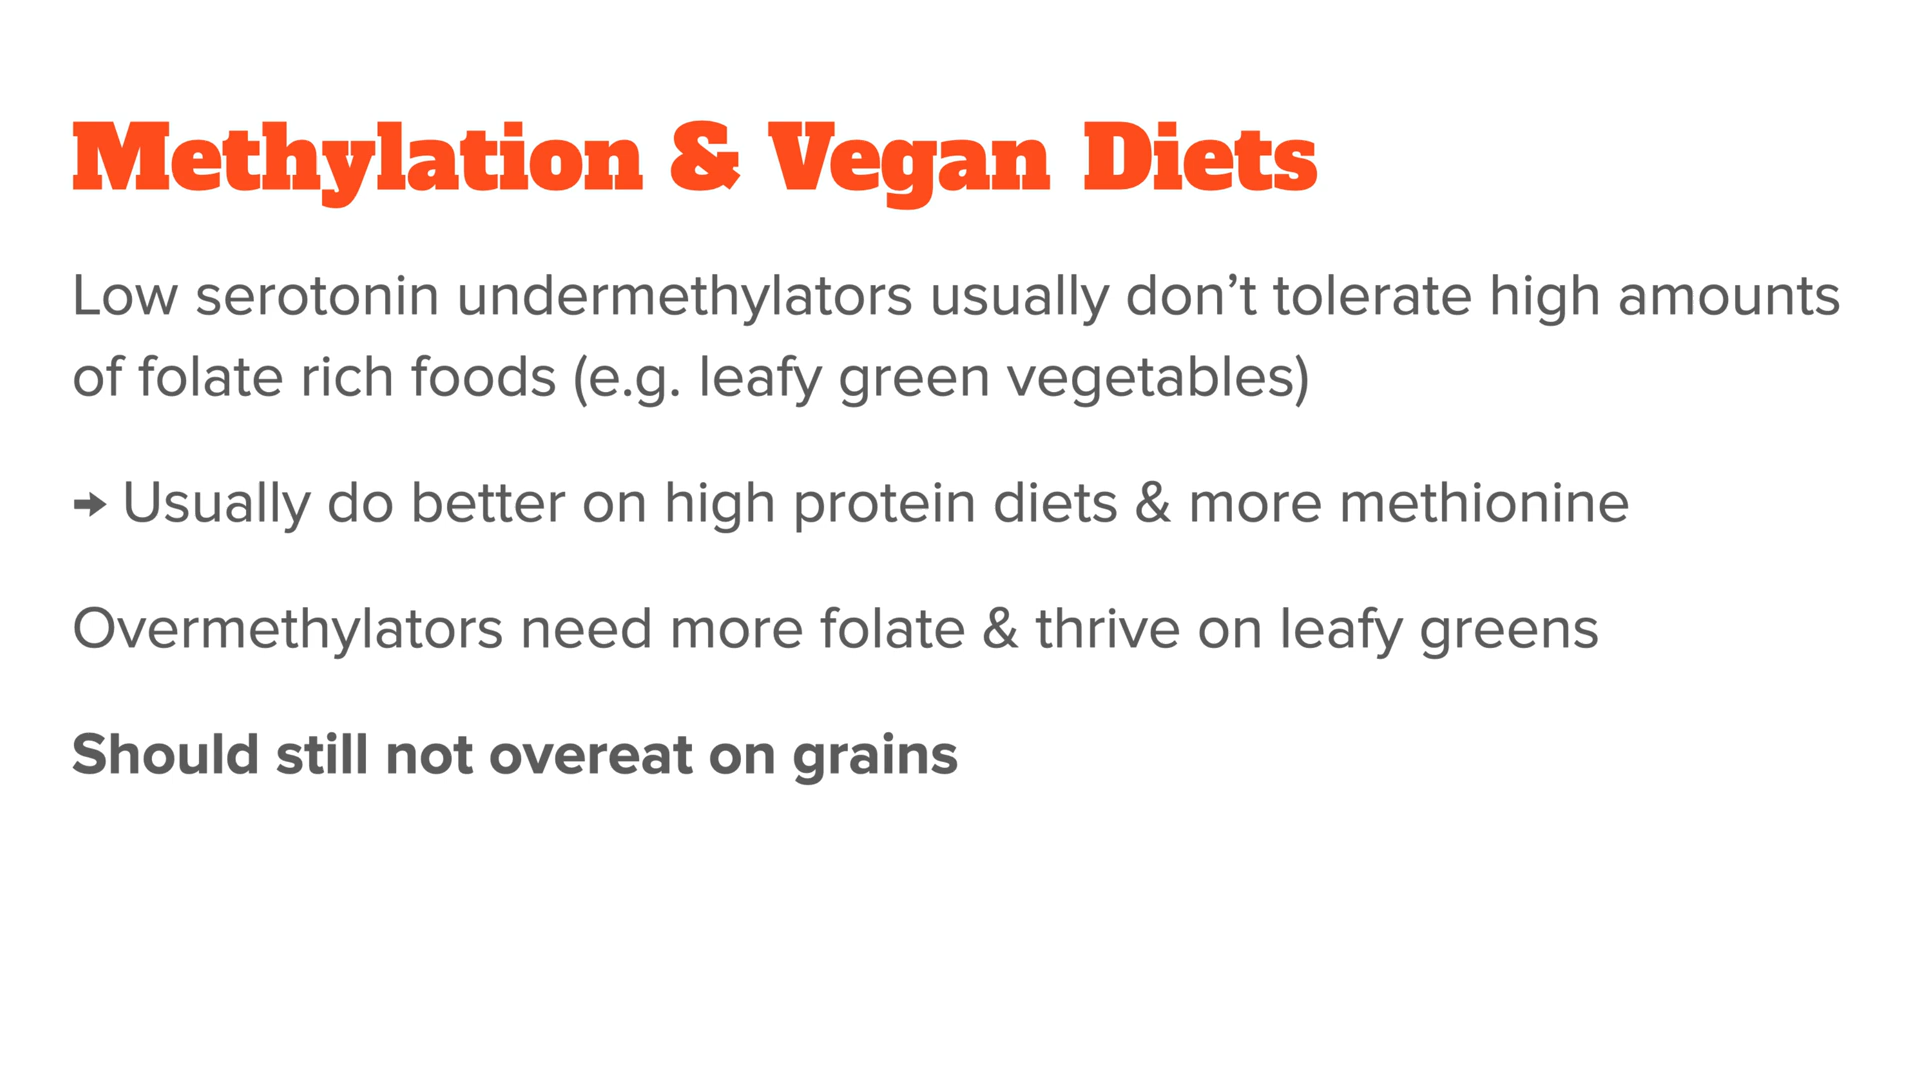 Methylation & Vegan Diets
Low serotonin undermethylators usually don’t tolerate high amounts
of folate rich foods (e.g. leafy green vegetables)
➞ Usually do better on high protein diets & more methionine
Overmethylators need more folate & thrive on leafy greens
Should still not overeat on grains